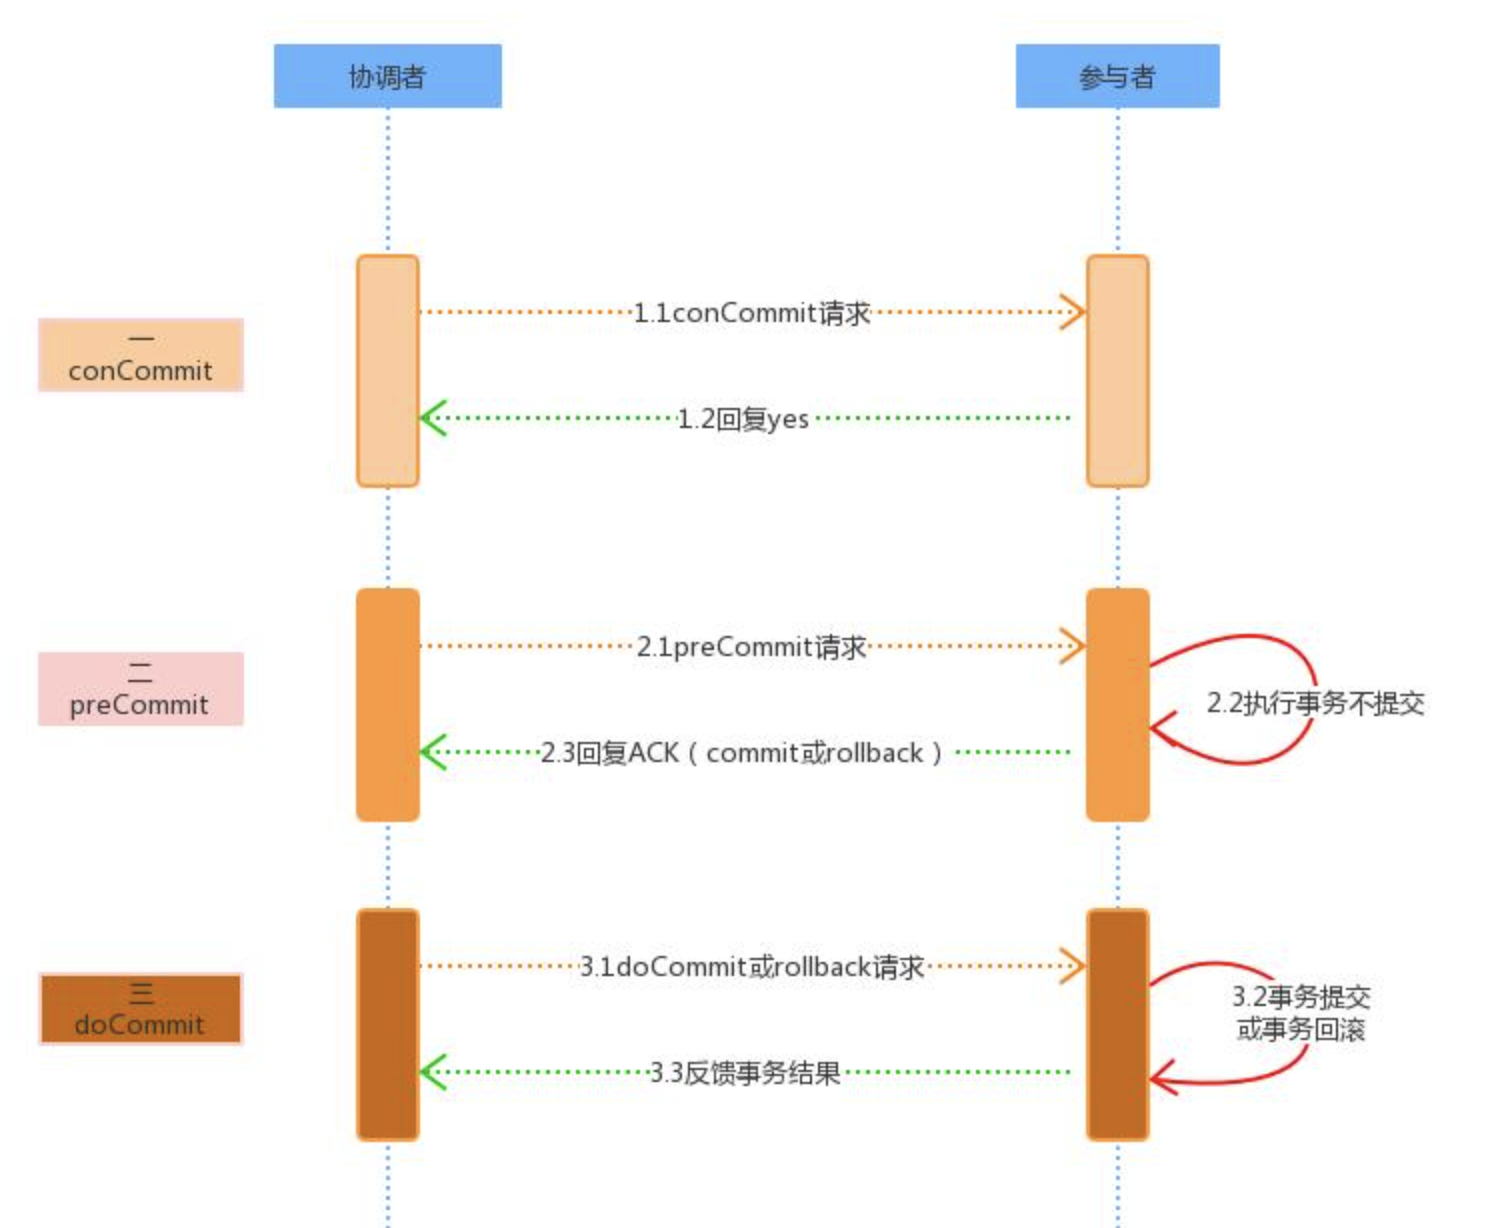 协调者
参与者
一
conCommit
1.1conCommit请求
1.2回复yes
二
preCommit
2.1preCommit请求
2.2执行事务不提交
2.3回复ACK（commit或rollback）
三
doCommit
3.1doCommit或rollback请求
3.2事务提交
或事务回滚
3.3反馈事务结果